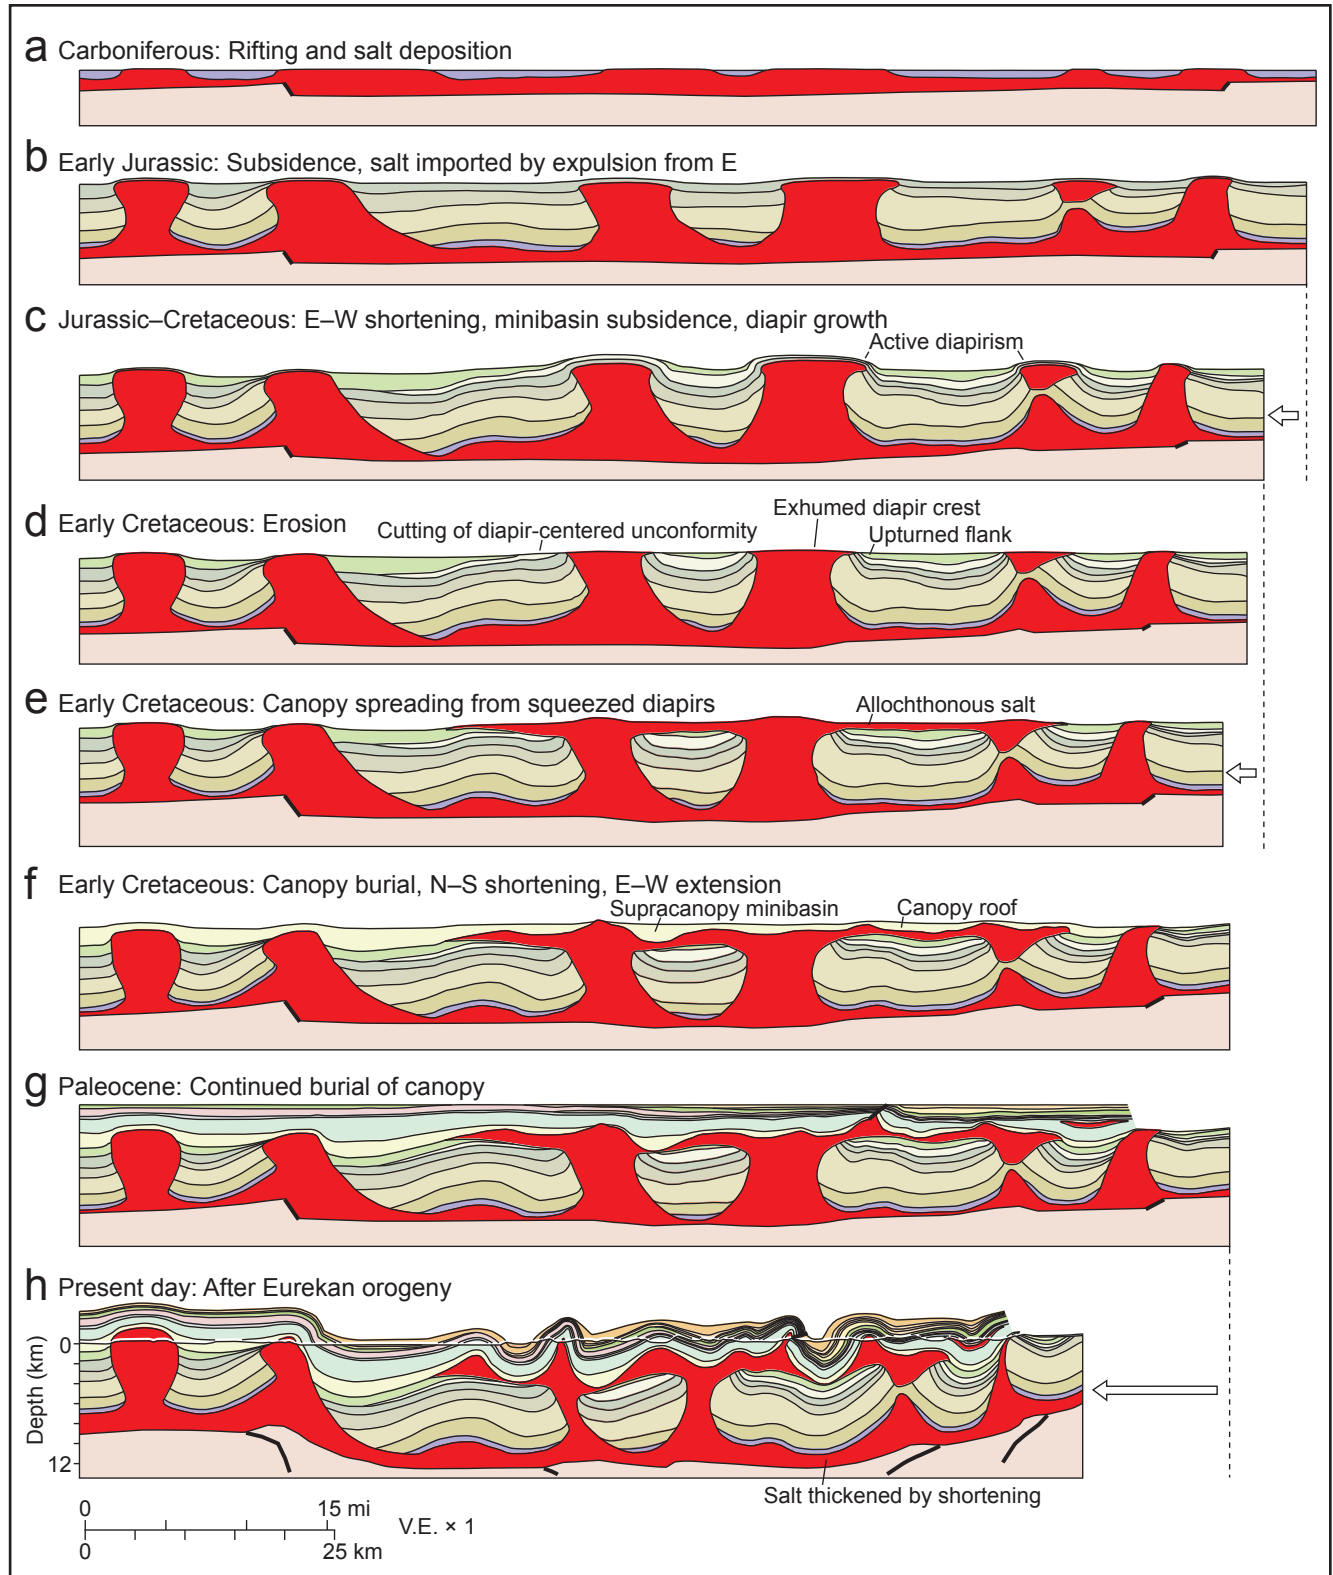 a Carboniferous: Rifting and salt deposition
b Early Jurassic: Subsidence, salt imported by expulsion from E
c Jurassic–Cretaceous: E–W shortening, minibasin subsidence, diapir growth
Active diapirism
d Early Cretaceous: Erosion
Cutting of diapir-centered unconformity
Exhumed diapir crest
Upturned flank
e Early Cretaceous: Canopy spreading from squeezed diapirs
Allochthonous salt
f Early Cretaceous: Canopy burial, N–S shortening, E–W extension
Supracanopy minibasin
Canopy roof
g Paleocene: Continued burial of canopy
h Present day: After Eurekan orogeny
0
Depth (km)
12
Salt thickened by shortening
0 15 mi
V.E. × 1
0 25 km